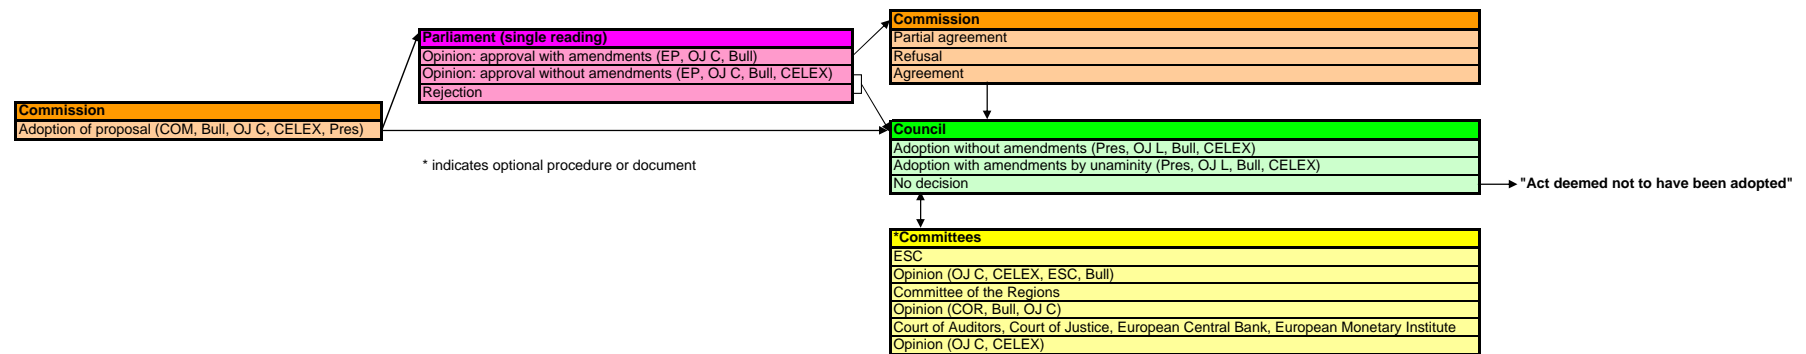 Commission
Adoption of proposal (COM, Bull, OJ C, CELEX, Pres)
Parliament (single reading)
Opinion: approval with amendments (EP, OJ C, Bull)
Opinion: approval without amendments (EP, OJ C, Bull, CELEX)
Rejection
* indicates optional procedure or document
Commission
Partial agreement
Refusal
Agreement
Council
Adoption without amendments (Pres, OJ L, Bull, CELEX)
Adoption with amendments by unaminity (Pres, OJ L, Bull, CELEX)
No decision
"Act deemed not to have been adopted"
*Committees
ESC
Opinion (OJ C, CELEX, ESC, Bull)
Committee of the Regions
Opinion (COR, Bull, OJ C)
Court of Auditors, Court of Justice, European Central Bank, European Monetary Institute
Opinion (OJ C, CELEX)